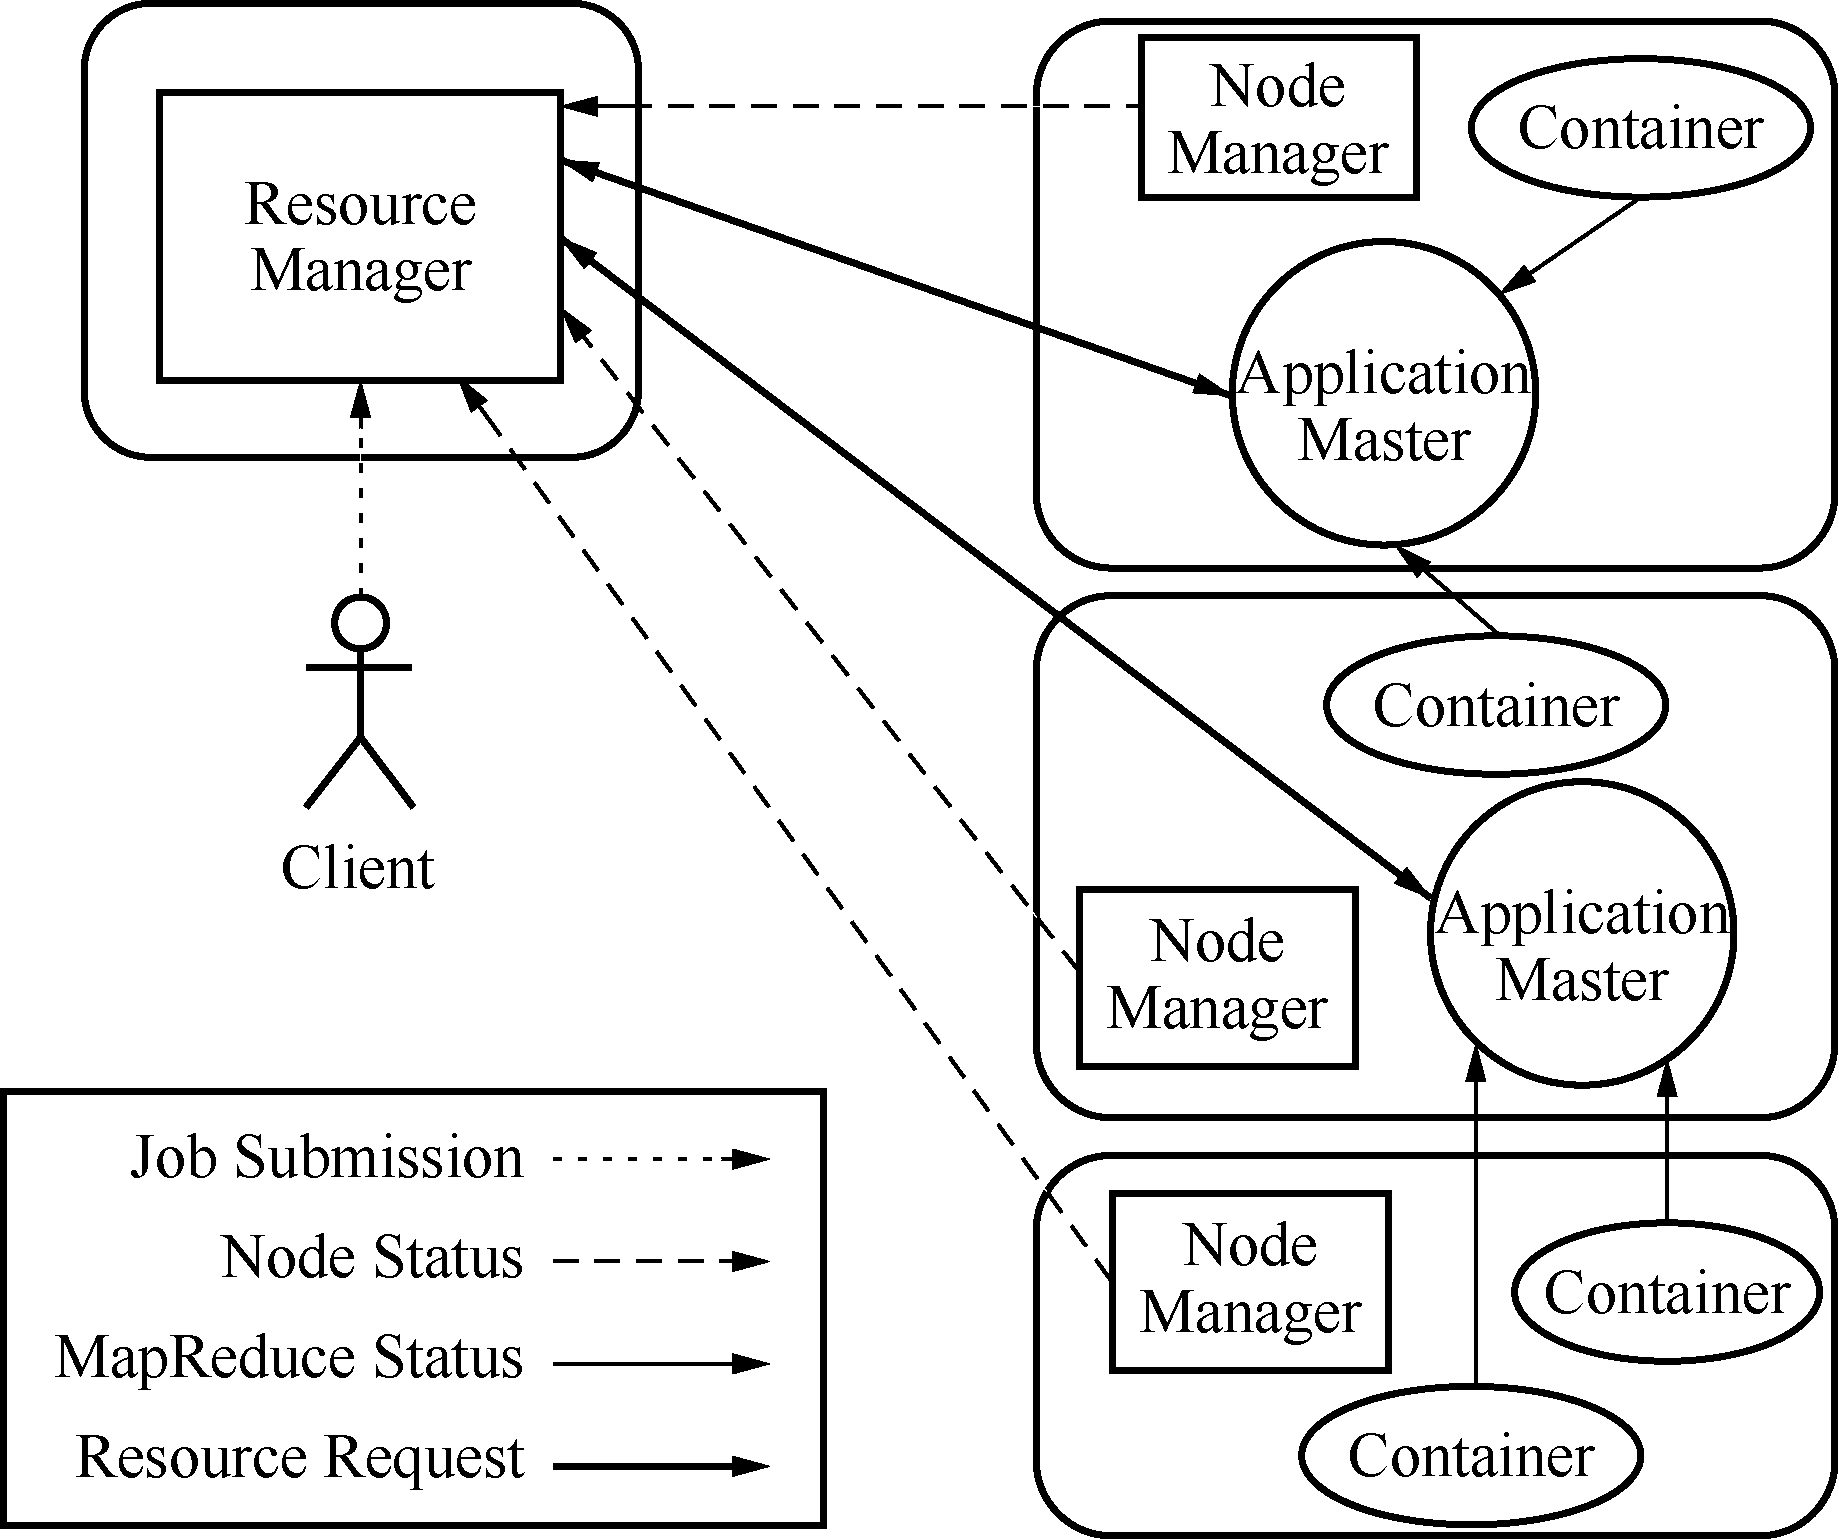 Resource
Manager
Client
Node
Manager
Container
Application
Master
Container
Node
Manager
Application
Master
Node
Manager
Container
Container
Job Submission
Node Status
MapReduce Status
Resource Request